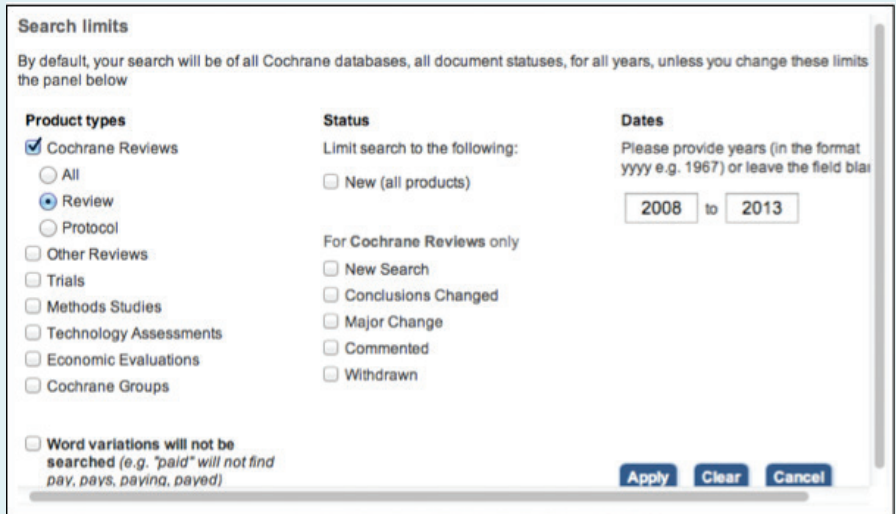 Search limits
By default, your search will be of all Cochrane databases, all document statuses, for all years, unless you change these limits
the panel below
Product types
Cochrane Reviews
All
Review
Protocol
Other Reviews
Trials
Methods Studies
Technology Assessments
Economic Evaluations
Cochrane Groups
Word variations will not be
searched (e.g. "paid" will not find
pay, pays, paying, payed)
Status
Limit search to the following:
New (all products)
For Cochrane Reviews only
New Search
Conclusions Changed
Major Change
Commented
Withdrawn
Dates
Please provide years (in the format
yyyy e.g. 1967) or leave the field
2008 to 2013
Apply Clear Cancel